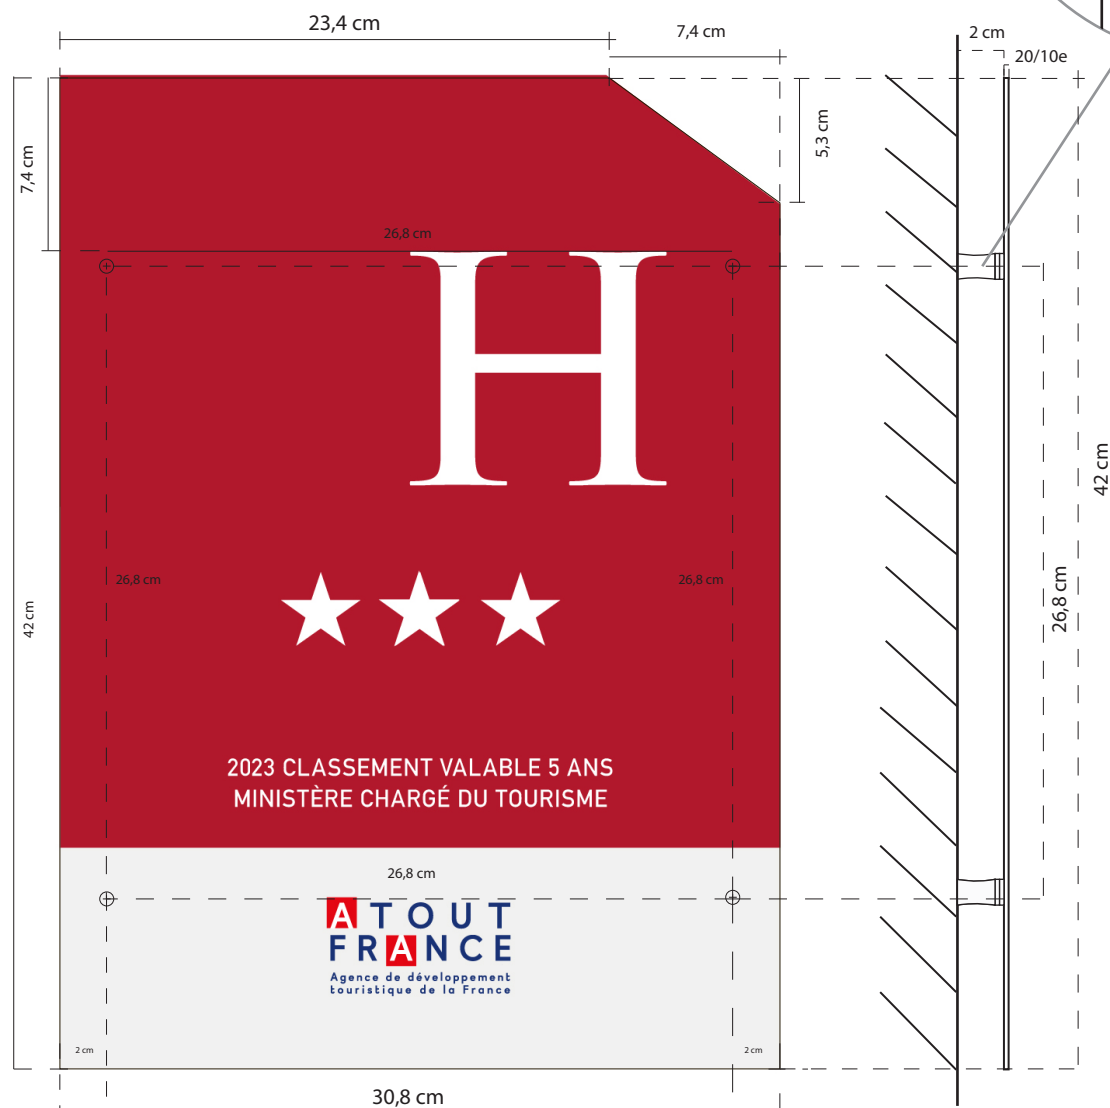 23,4 cm
7,4 cm
2 cm
20/10e
7,4 cm
5,3 cm
26,8 cm
H
42 cm
26,8 cm
26,8 cm
26,8 cm
42 cm
2023 CLASSEMENT VALABLE 5 ANS
MINISTÈRE CHARGÉ DU TOURISME
26,8 cm
ATOUT
FRANCE
Agence de développement
touristique de la France
2 cm
2 cm
30,8 cm